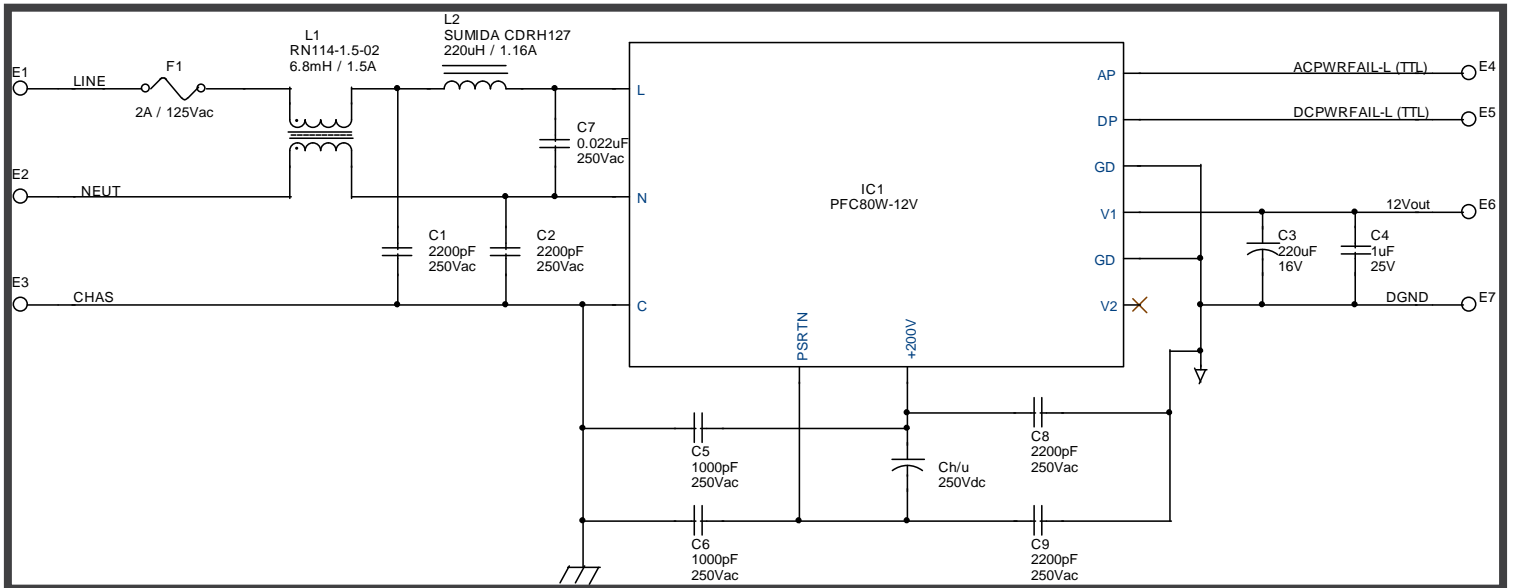 L1
RN114-1.5-02
6.8mH / 1.5A
L2
SUMIDA CDRH127
220uH / 1.16A
E1
LINE
F1
2A / 125Vac
E2
NEUT
E3
CHAS
C1
2200pF
250Vac
C2
2200pF
250Vac
C7
0.022uF
250Vac
L
N
C
IC1
PFC80W-12V
PSRTN
+200V
AP
DP
GD
V1
GD
V2
ACPWRFAIL-L (TTL)
E4
DCPWRFAIL-L (TTL)
E5
12Vout
E6
C3
220uF
16V
C4
1uF
25V
DGND
E7
C5
1000pF
250Vac
C6
1000pF
250Vac
Ch/u
250Vdc
C8
2200pF
250Vac
C9
2200pF
250Vac